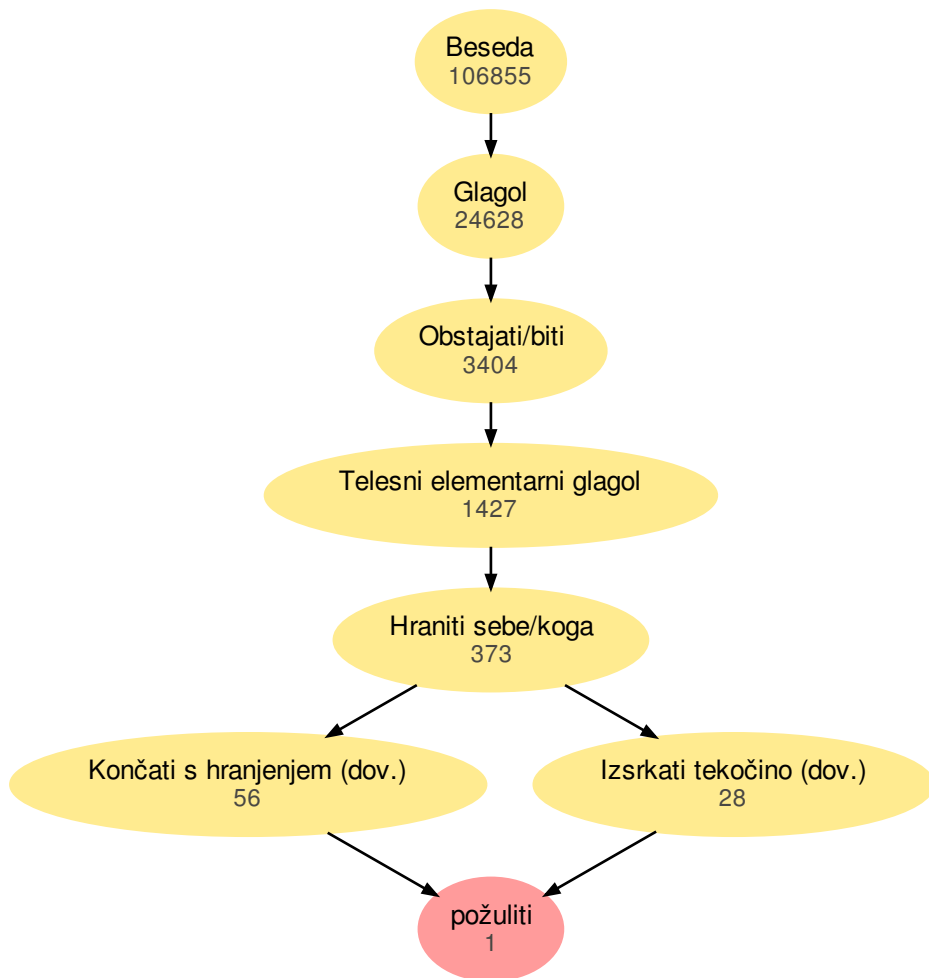 Beseda
106855
Glagol
24628
Obstajati/biti
3404
Telesni elementarni glagol
1427
Hraniti sebe/koga
373
Končati s hranjenjem (dov.)
56
Izsrkati tekočino (dov.)
28
požuliti
1